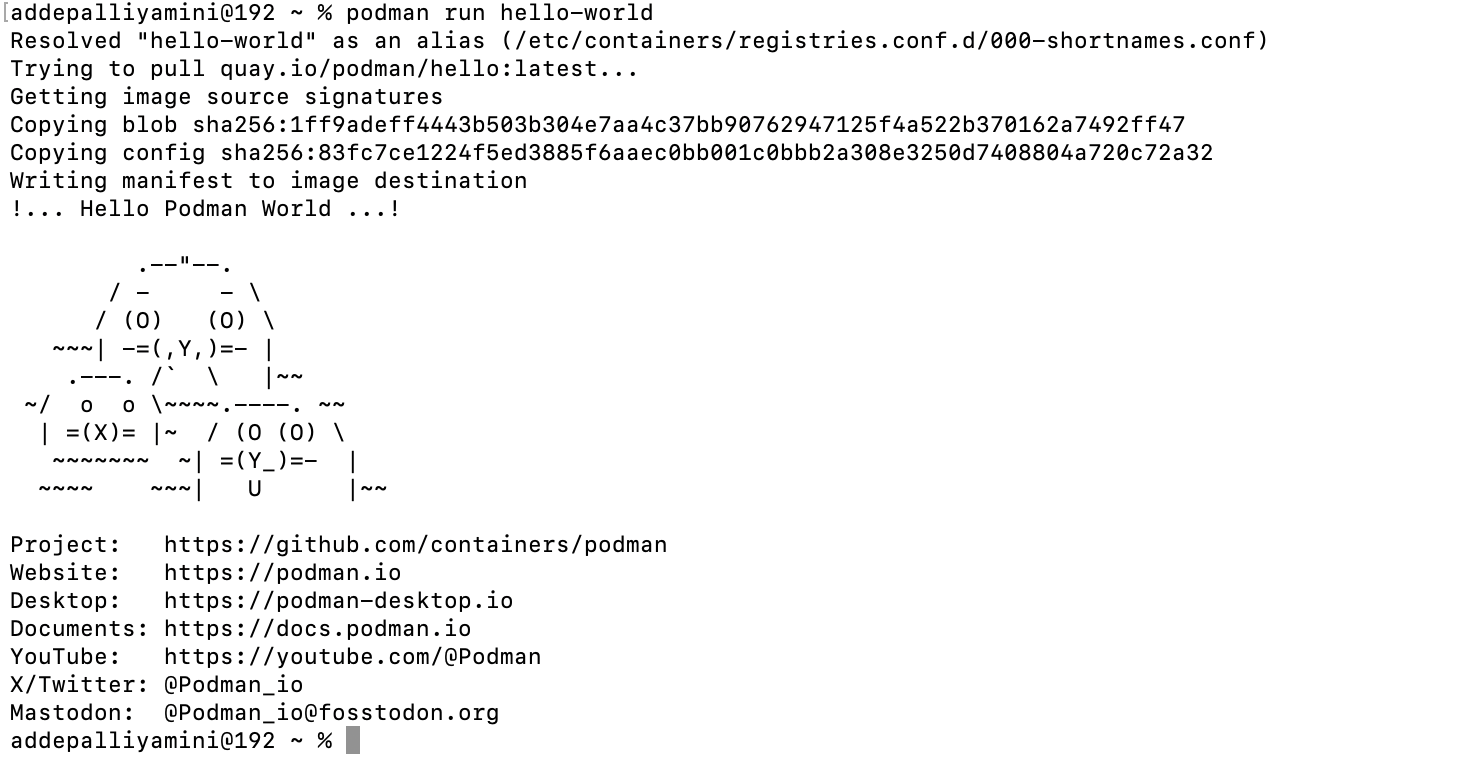 [addepalliyamini@192 ~ % podman run hello-world
Resolved "hello-world" as an alias (/etc/containers/registries.conf.d/000-shortnames.conf)
Trying to pull quay.io/podman/hello:latest...
Getting image source signatures
Copying blob sha256:1ff9adeff4443b503b304e7aa4c37bb90762947125f4a522b370162a7492ff47
Copying config sha256:83fc7ce1224f5ed3885f6aaec0bb001c0bbb2a308e3250d7408804a720c72a32
Writing manifest to image destination
!... Hello Podman World ...!

         .--"--.
       / -     - \
      / (O)   (O) \
   ~~~| -=(,Y,)=- |
    .---. /`  \   |~~
 ~/  o  o \~~~~.----. ~~
  | =(X)= |~  / (O (O) \
   ~~~~~~~  ~| =(Y_)=-  |
  ~~~~    ~~~|   U      |~~

Project:   https://github.com/containers/podman
Website:   https://podman.io
Desktop:   https://podman-desktop.io
Documents: https://docs.podman.io
YouTube:   https://youtube.com/@Podman
X/Twitter: @Podman_io
Mastodon:  @Podman_io@fosstodon.org
addepalliyamini@192 ~ %